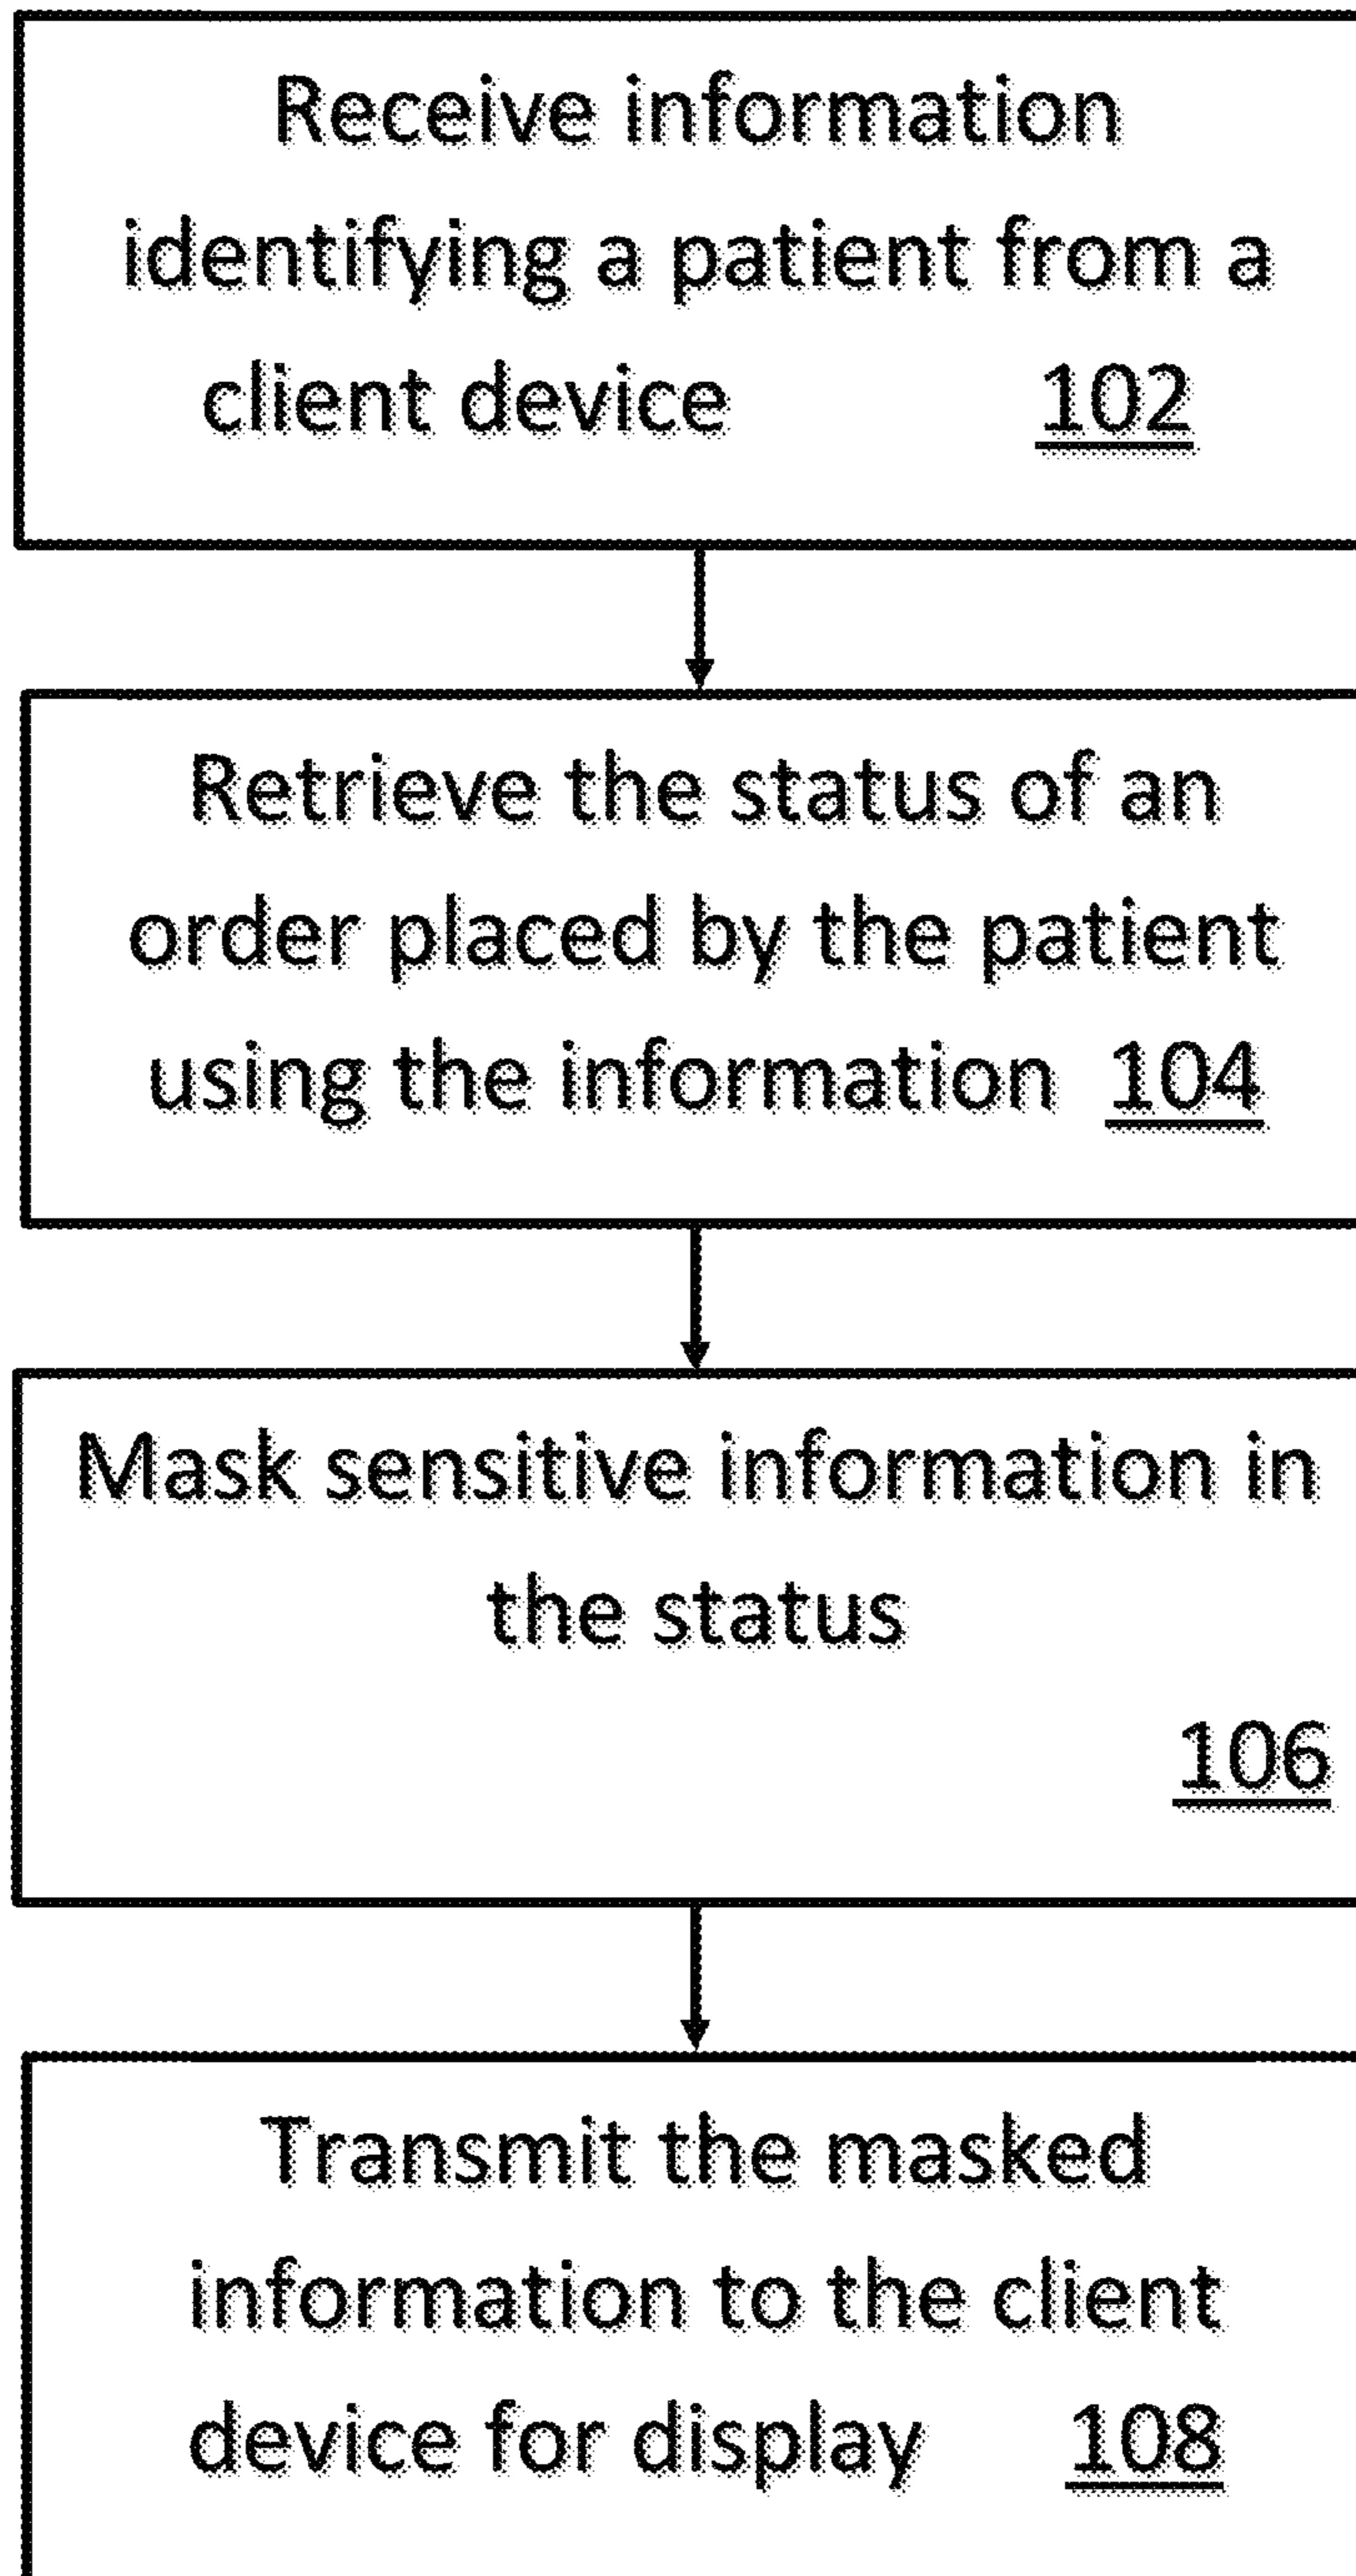 Receive information
identifying a patient from a
client device 102
Retrieve the status of an
order placed by the patient
using the information 104
Mask sensitive information in
the status
106
Transmit the masked
information to the client
device for display 108